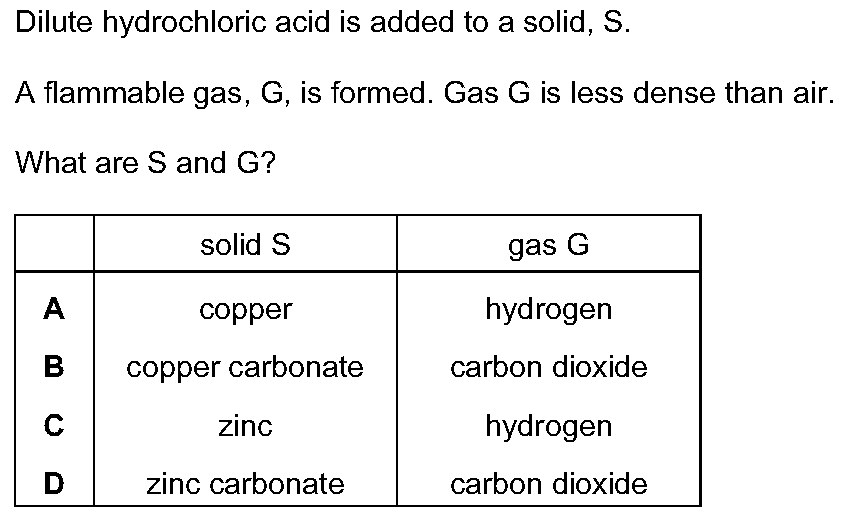 Dilute hydrochloric acid is added to a solid, S.
A flammable gas, G, is formed. Gas G is less dense than air.
What are S and G?
solid S gas G
A copper hydrogen
B copper carbonate carbon dioxide
C zinc hydrogen
D zinc carbonate carbon dioxide